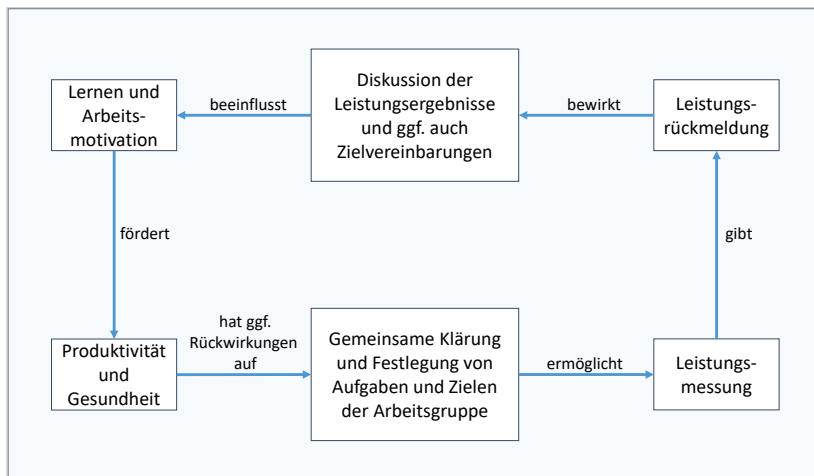 Lernen und
Arbeits-
motivation
beeinflusst
Diskussion der
Leistungsergebnisse
und ggf. auch
Zielvereinbarungen
bewirkt
Leistungs-
rückmeldung
fördert
gibt
Produktivität
und
Gesundheit
hat ggf.
Rückwirkungen
auf
Gemeinsame Klärung
und Festlegung von
Aufgaben und Zielen
der Arbeitsgruppe
ermöglicht
Leistungs-
messung